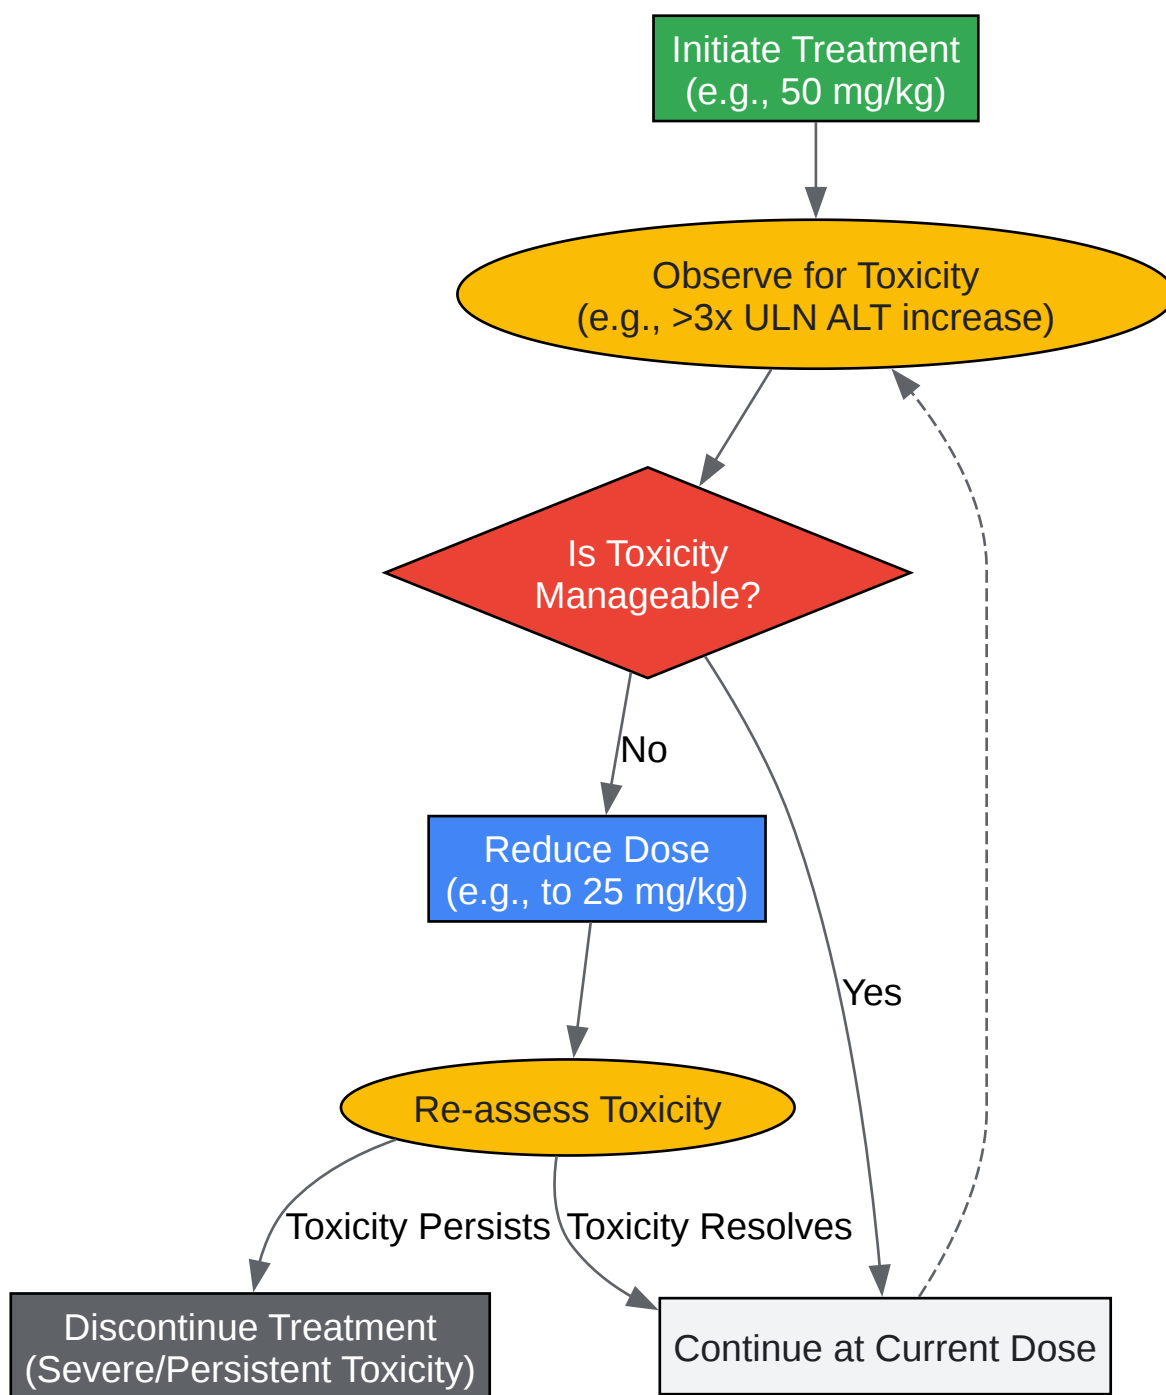 Initiate Treatment
(e.g., 50 mg/kg)
Observe for Toxicity
(e.g., >3x ULN ALT increase)
Is Toxicity
Manageable?
No
Reduce Dose
(e.g., to 25 mg/kg)
Yes
Re-assess Toxicity
Toxicity Persists
Toxicity Resolves
Discontinue Treatment
(Severe/Persistent Toxicity)
Continue at Current Dose